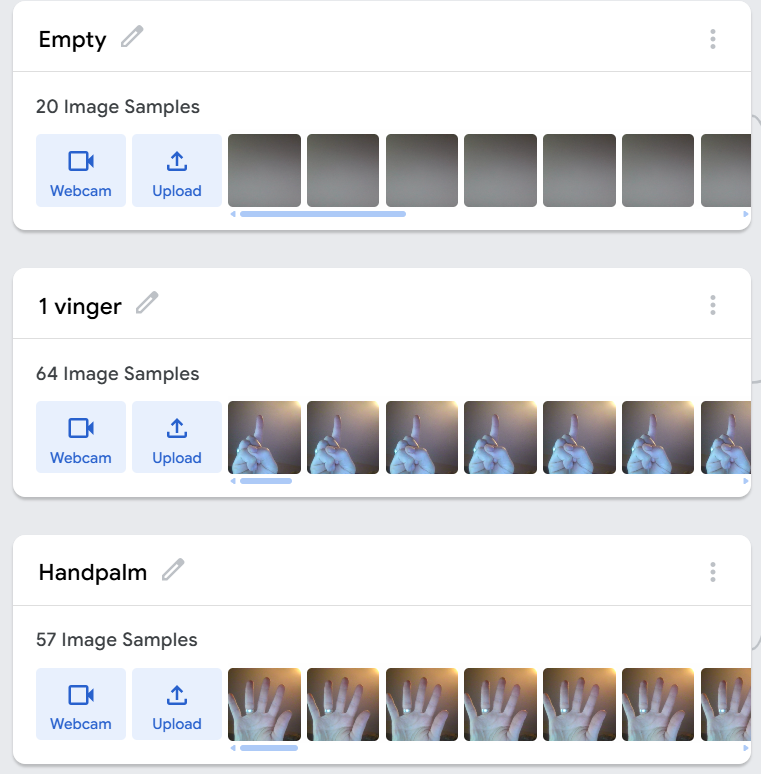 Empty
20 Image Samples
Webcam
Upload
1 vinger
64 Image Samples
Webcam
Upload
Handpalm
57 Image Samples
Webcam
Upload